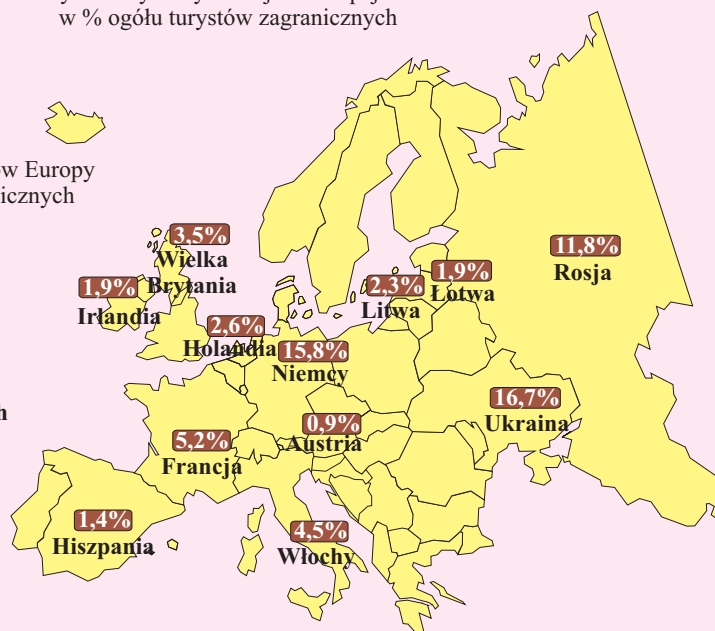 w % ogółu turystów zagranicznych
ów Europy
icznych
3,5%
Wielka
Brytania
1,9%
Irlandia
2,6%
Holandia
15,8%
Niemcy
2,3%
Litwa
1,9%
Łotwa
11,8%
Rosja
16,7%
Ukraina
h
0,9%
Austria
5,2%
Francja
1,4%
Hiszpania
4,5%
Włochy